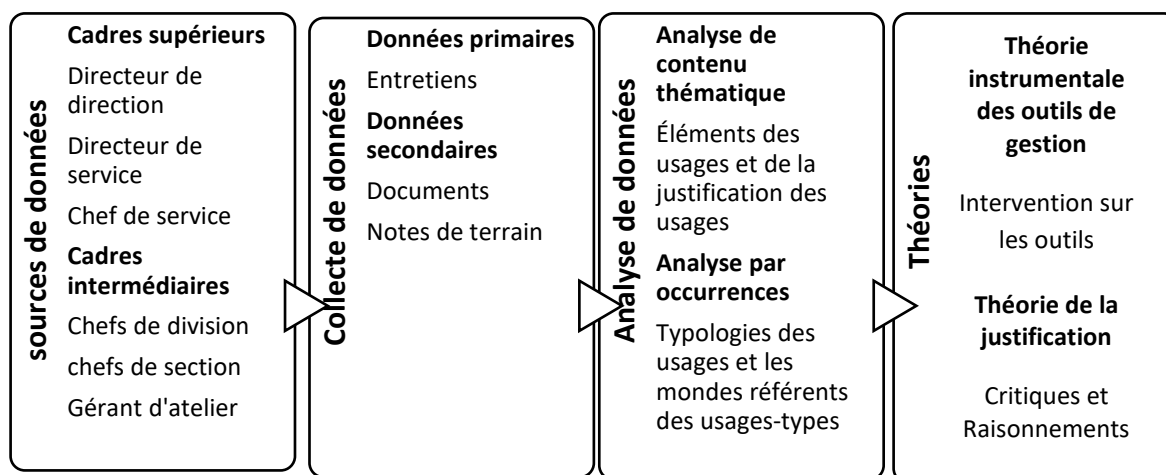 sources de données
Cadres supérieurs
Directeur de
direction
Directeur de
service
Chef de service
Cadres
intermédiaires
Chefs de division
chefs de section
Gérant d'atelier
Collecte de données
Données primaires
Entretiens
Données
secondaires
Documents
Notes de terrain
Analyse de données
Analyse de
contenu
thématique
Éléments des
usages et de la
justification des
usages
Analyse par
occurrences
Typologies des
usages et les
mondes référents
des usages-types
Théories
Théorie
instrumentale
des outils de
gestion
Intervention sur
les outils
Théorie de la
justification
Critiques et
Raisonnements